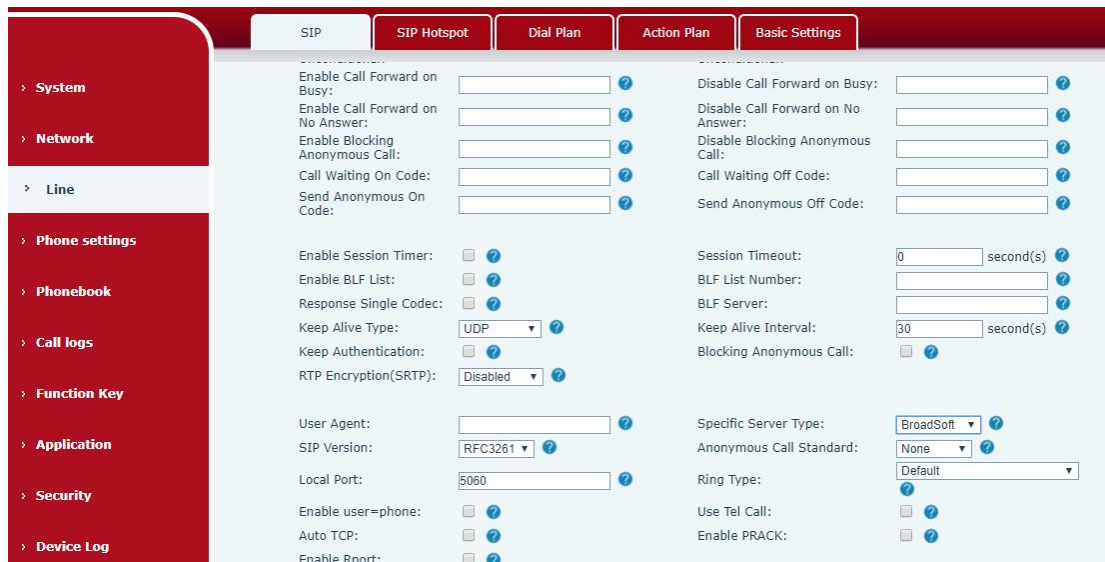 SIP
SIP Hotspot
Dial Plan
Action Plan
Basic Settings
› System
› Network
› Line
› Phone settings
› Phonebook
› Call logs
› Function Key
› Application
› Security
› Device Log
Enable Call Forward on
Busy:
Disable Call Forward on Busy:
Enable Call Forward on
No Answer:
Disable Call Forward on No
Answer:
Enable Blocking
Anonymous Call:
Disable Blocking Anonymous
Call:
Call Waiting On Code:
Call Waiting Off Code:
Send Anonymous On
Code:
Send Anonymous Off Code:
Enable Session Timer:
Session Timeout: 0 second(s)
Enable BLF List:
BLF List Number:
Response Single Codec:
BLF Server:
Keep Alive Type: UDP
Keep Alive Interval: 30 second(s)
Keep Authentication:
Blocking Anonymous Call:
RTP Encryption(SRTP): Disabled
User Agent:
Specific Server Type: BroadSoft
SIP Version: RFC3261
Anonymous Call Standard: None
Local Port: 5060
Ring Type: Default
Enable user=phone:
Use Tel Call:
Auto TCP:
Enable PRACK:
Enable Rport: